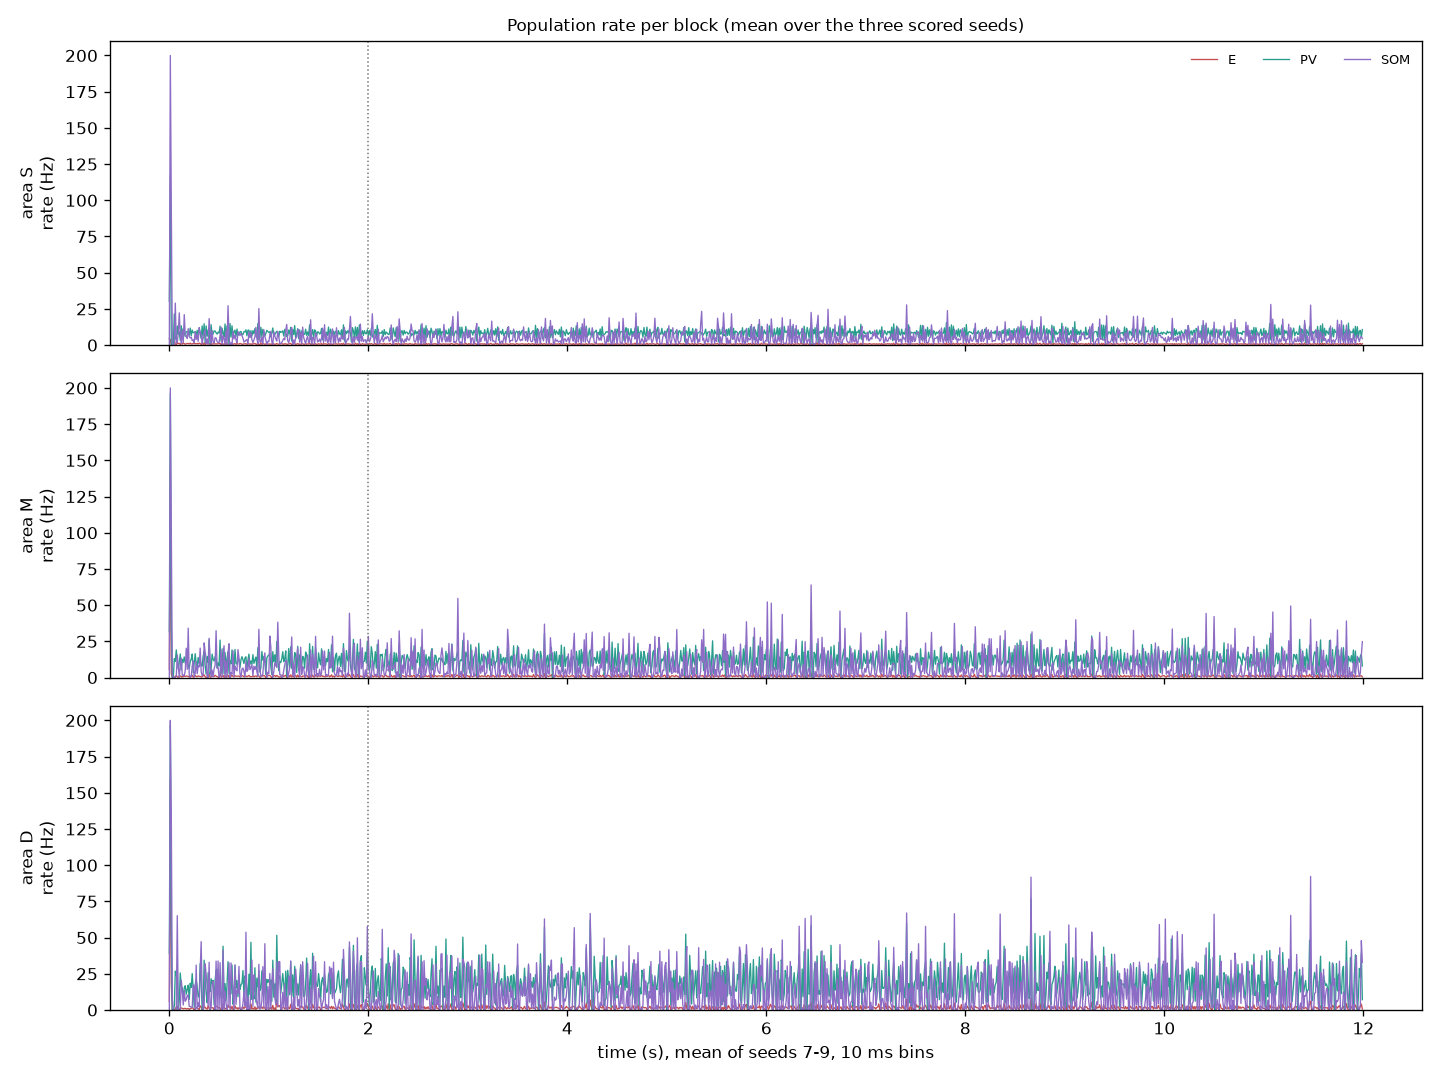 Population rate per block (mean over the three scored seeds)
E PV SOM
area S
rate (Hz)
200
175
150
125
100
75
50
25
0
area M
rate (Hz)
200
175
150
125
100
75
50
25
0
area D
rate (Hz)
200
175
150
125
100
75
50
25
0
0 2 4 6 8 10 12
time (s), mean of seeds 7-9, 10 ms bins